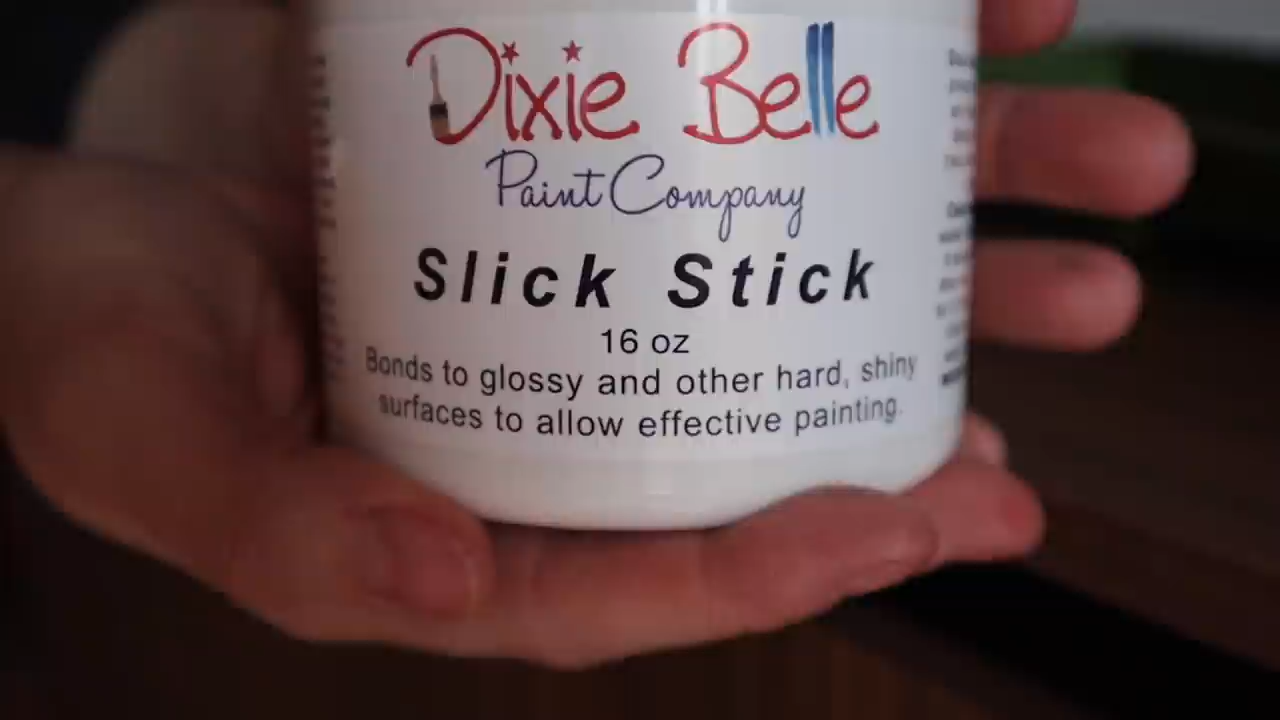 Dixie Belle
Paint Company
Slick Stick
16 oz
Bonds to glossy and other hard, shiny
surfaces to allow effective painting.